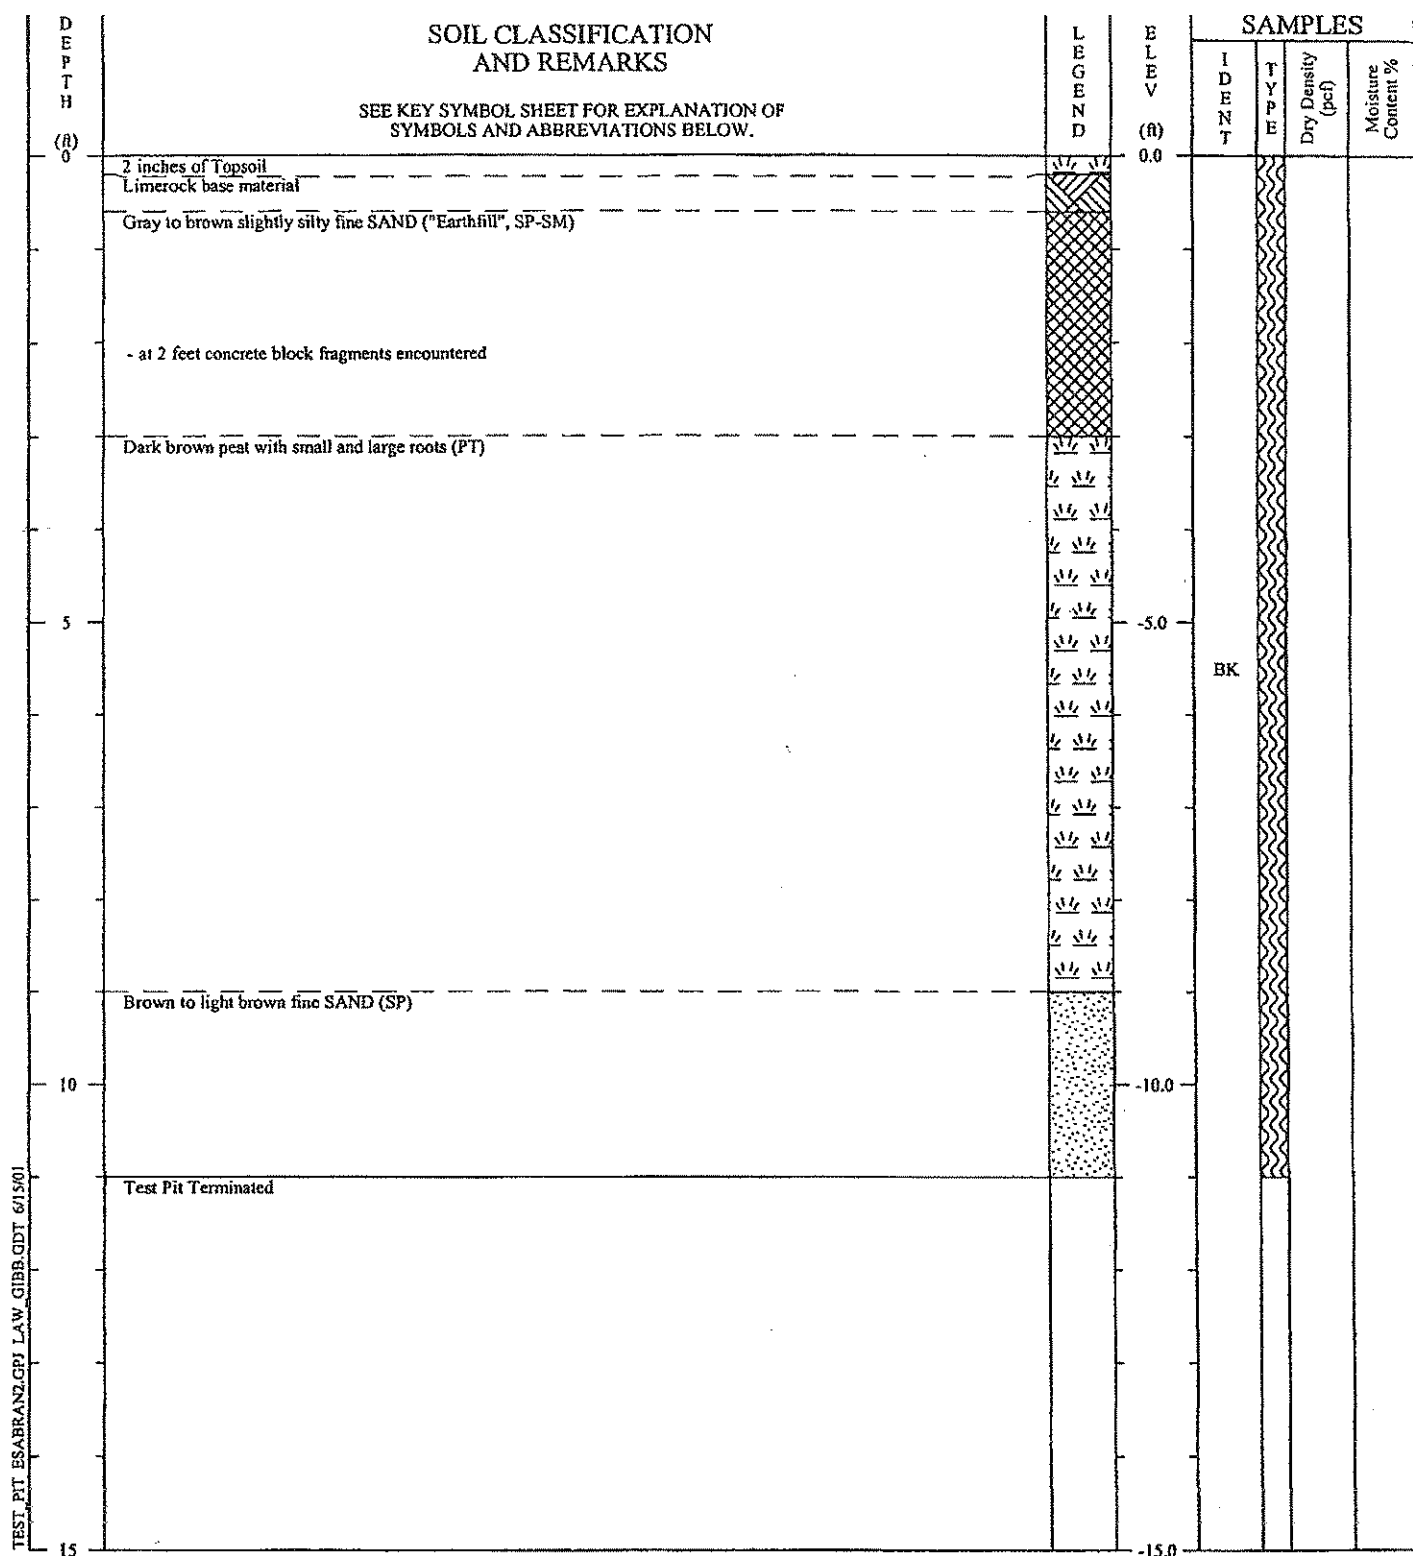 DEPTH (ft)
SOIL CLASSIFICATION
AND REMARKS
SEE KEY SYMBOL SHEET FOR EXPLANATION OF
SYMBOLS AND ABBREVIATIONS BELOW.
LEGEND
ELEV (ft)
SAMPLES
IDENT
TYPE
Dry Density
(pcf)
Moisture
Content %
0
2 inches of Topsoil
0.0
Limerock base material
Gray to brown slightly silty fine SAND ("Earthfill", SP-SM)
- at 2 feet concrete block fragments encountered
Dark brown peat with small and large roots (PT)
5
-5.0
BK
Brown to light brown fine SAND (SP)
10
-10.0
Test Pit Terminated
15
-15.0
TEST_PIT ESABRAN2.GPJ LAW_GIBB.GDT 6/15/01